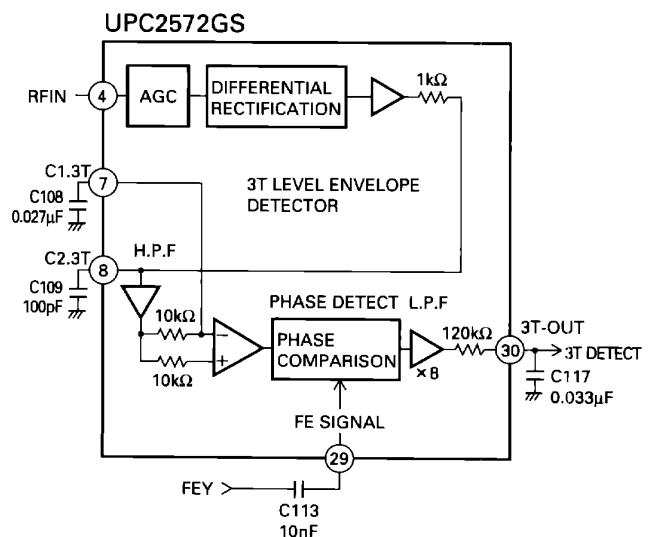 UPC2572GS
RFIN
4
AGC
DIFFERENTIAL
RECTIFICATION
1kΩ
C1.3T
7
C108
0.027μF
3T LEVEL ENVELOPE
DETECTOR
C2.3T
8
H.P.F
C109
100pF
10kΩ
10kΩ
−
+
PHASE DETECT L.P.F
PHASE
COMPARISON
×8
120kΩ
3T-OUT
30
3T DETECT
C117
0.033μF
FE SIGNAL
29
FEY
C113
10nF